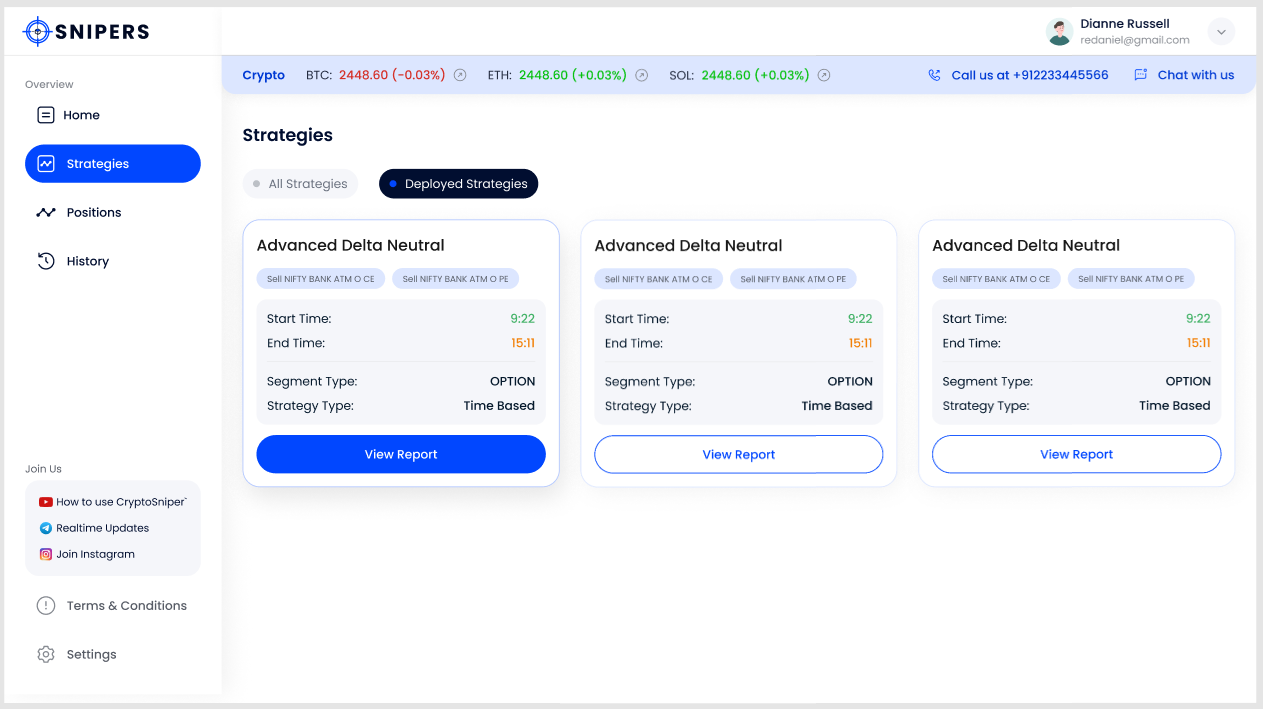 SNIPERS
Dianne Russell
redaniel@gmail.com
Crypto BTC: 2448.60 (-0.03%) ETH: 2448.60 (+0.03%) SOL: 2448.60 (+0.03%) Call us at +912233445566 Chat with us
Overview
Home
Strategies
Positions
History
Join Us
How to use CryptoSniper`
Realtime Updates
Join Instagram
Terms & Conditions
Settings
Strategies
All Strategies Deployed Strategies
Advanced Delta Neutral
Sell NIFTY BANK ATM O CE Sell NIFTY BANK ATM O PE
Start Time: 9:22
End Time: 15:11
Segment Type: OPTION
Strategy Type: Time Based
View Report
Advanced Delta Neutral
Sell NIFTY BANK ATM O CE Sell NIFTY BANK ATM O PE
Start Time: 9:22
End Time: 15:11
Segment Type: OPTION
Strategy Type: Time Based
View Report
Advanced Delta Neutral
Sell NIFTY BANK ATM O CE Sell NIFTY BANK ATM O PE
Start Time: 9:22
End Time: 15:11
Segment Type: OPTION
Strategy Type: Time Based
View Report